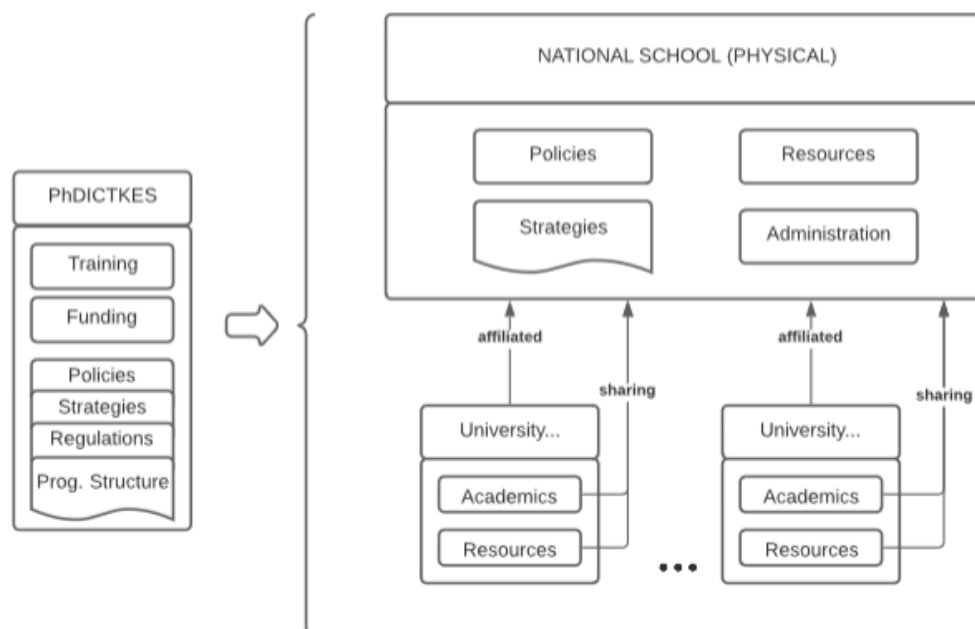 NATIONAL SCHOOL (PHYSICAL)
Policies
Resources
Strategies
Administration
PhDICTKES
Training
Funding
Policies
Strategies
Regulations
Prog. Structure
affiliated
sharing
affiliated
sharing
University...
Academics
Resources
University...
Academics
Resources
...